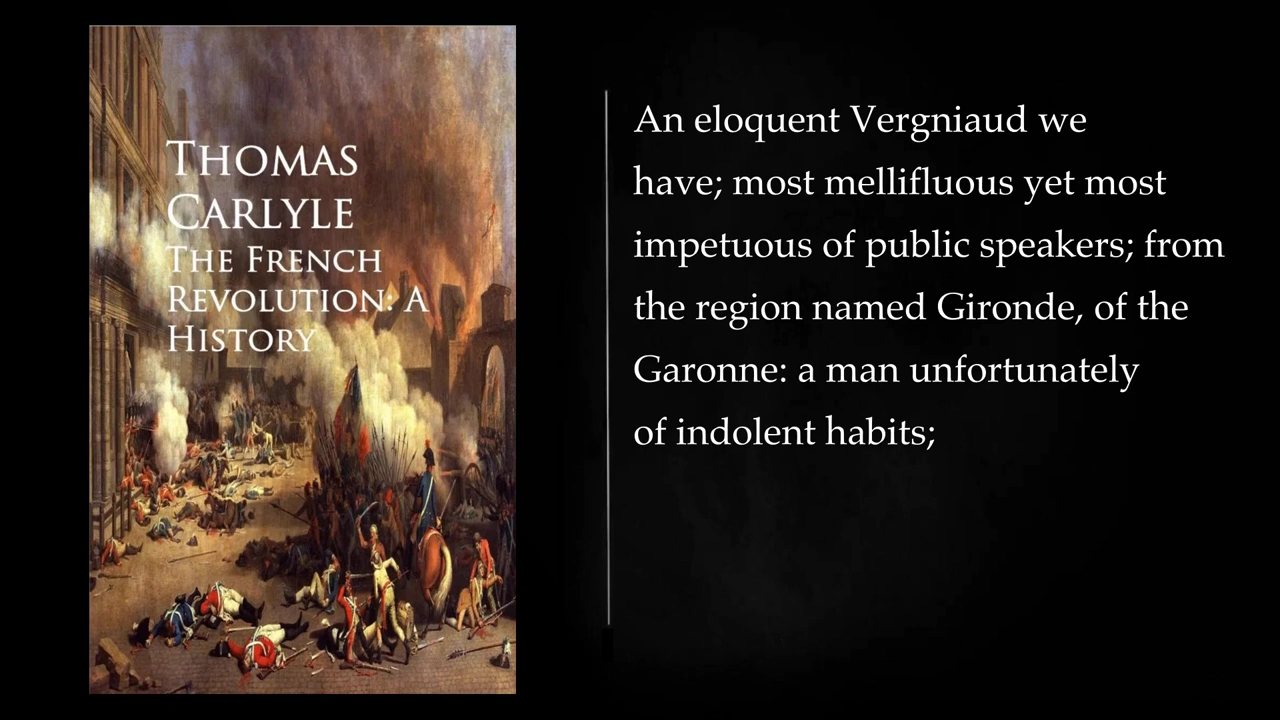 THOMAS
CARLYLE
THE FRENCH
REVOLUTION: A
HISTORY
An eloquent Vergniaud we
have; most mellifluous yet most
impetuous of public speakers; from
the region named Gironde, of the
Garonne: a man unfortunately
of indolent habits;